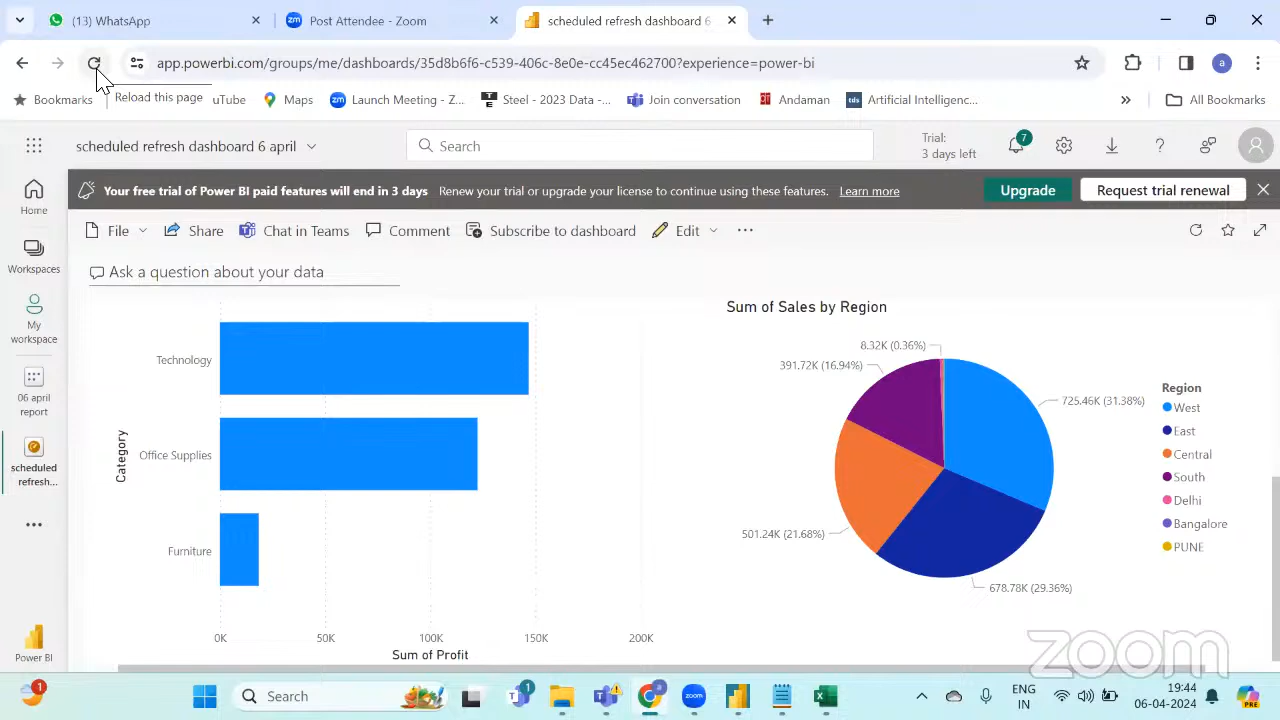 (13) WhatsApp
zm Post Attendee - Zoom
scheduled refresh dashboard 6
app.powerbi.com/groups/me/dashboards/35d8b6f6-c539-406c-8e0e-cc45ec462700?experience=power-bi
a
Bookmarks
Reload this page
uTube
Maps
zm Launch Meeting - Z...
Steel - 2023 Data -...
Join conversation
Andaman
tds Artificial Intelligenc...
All Bookmarks
scheduled refresh dashboard 6 april
Search
Trial:
3 days left
7
Your free trial of Power BI paid features will end in 3 days
Renew your trial or upgrade your license to continue using these features.
Learn more
Upgrade
Request trial renewal
Home
Workspaces
My
workspace
06 april
report
scheduled
refresh...
Power BI
File
Share
Chat in Teams
Comment
Subscribe to dashboard
Edit
Ask a question about your data
Category
Technology
Office Supplies
Furniture
0K
50K
100K
150K
200K
Sum of Profit
Sum of Sales by Region
8.32K (0.36%)
391.72K (16.94%)
725.46K (31.38%)
501.24K (21.68%)
678.78K (29.36%)
Region
West
East
Central
South
Delhi
Bangalore
PUNE
zoom
1
Search
1
a
zoom
ENG
IN
19:44
06-04-2024
PRE